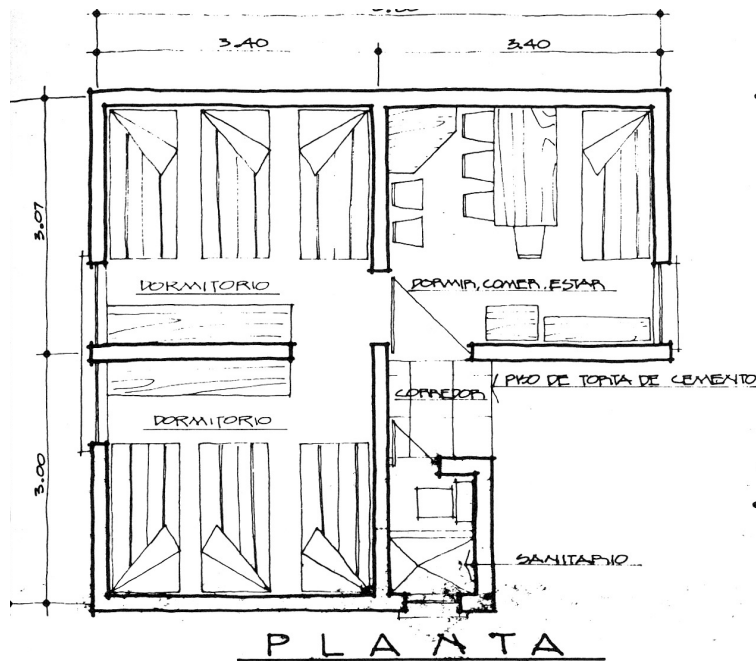 3.40
3.40
3.07
DORMITORIO
DORMIR, COMER, ESTAR
CORREDOR
PISO DE TORTA DE CEMENTO
DORMITORIO
3.00
SANITARIO
PLANTA